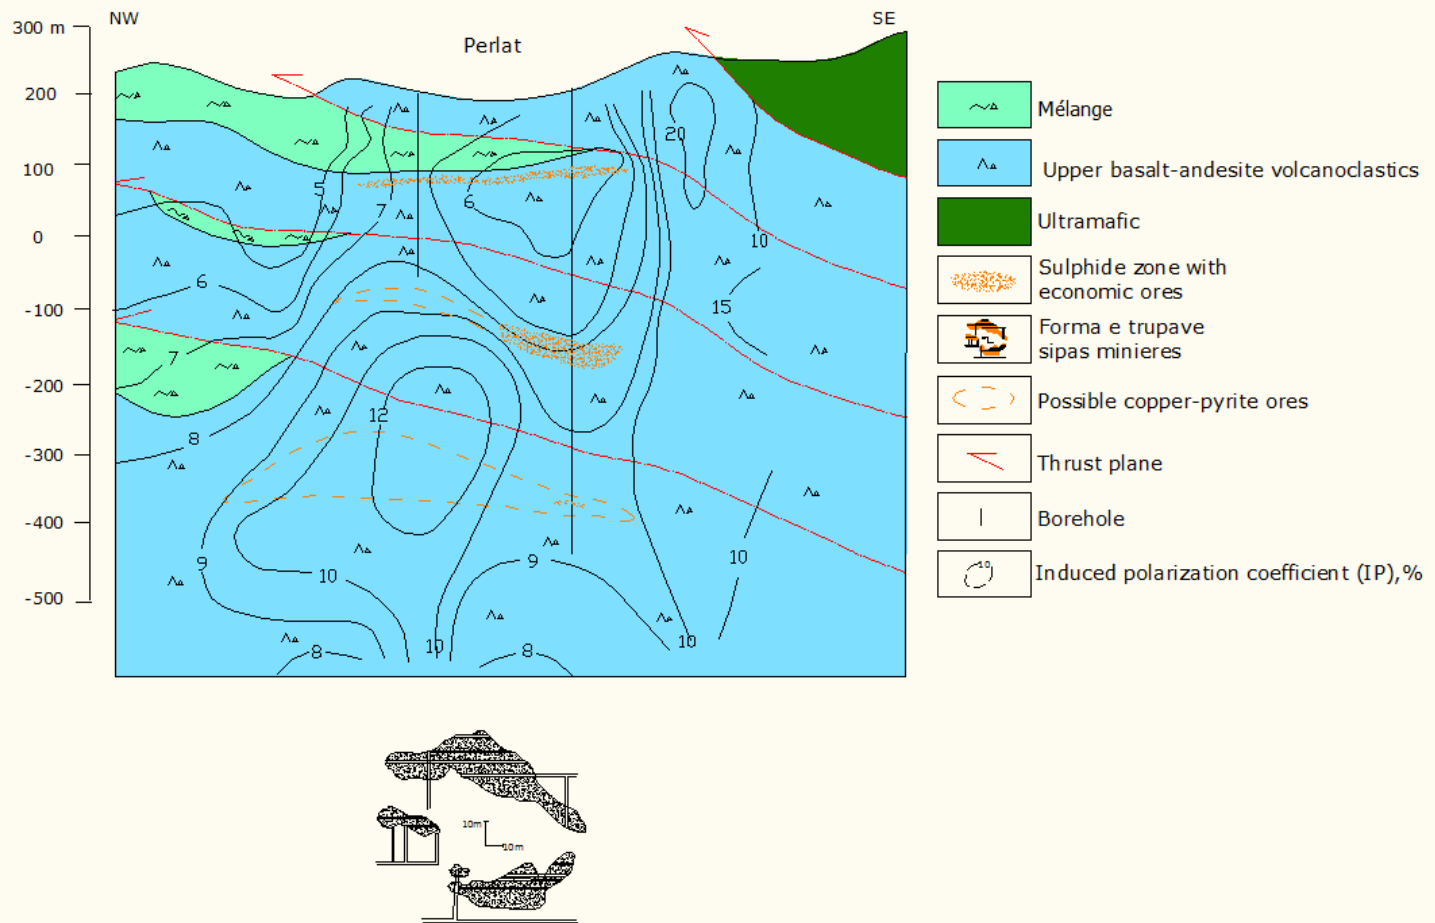 NW
SE
300 m
Perlat
200
100
0
-100
-200
-300
-400
-500
20
5
7
6
10
6
15
7
12
8
9
10
9
10
10
10
8
8
Mélange
Upper basalt-andesite volcanoclastics
Ultramafic
Sulphide zone with
economic ores
Forma e trupave
sipas minieres
Possible copper-pyrite ores
Thrust plane
Borehole
10
Induced polarization coefficient (IP),%
10m
10m